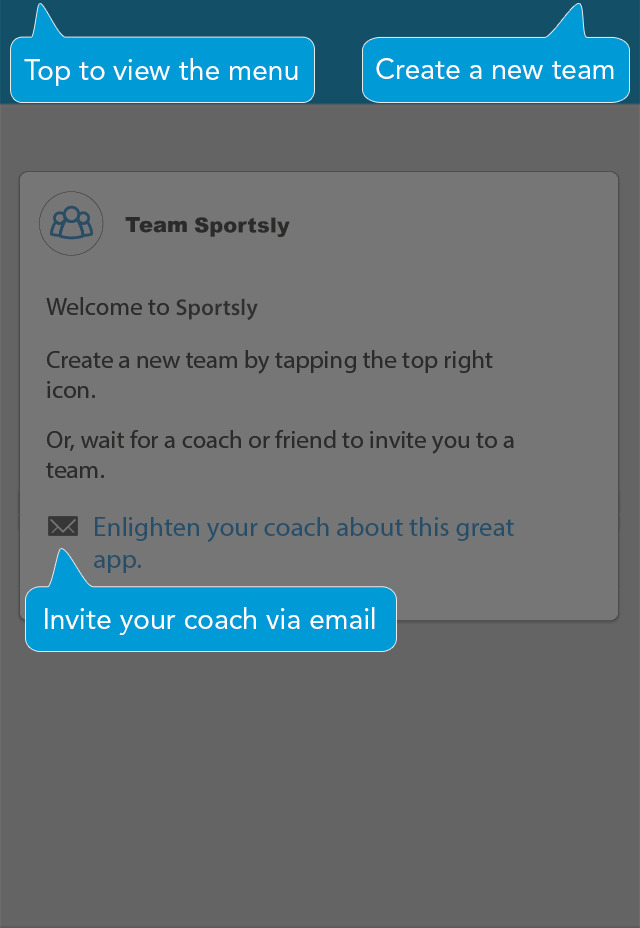 Top to view the menu
Create a new team
Team Sportsly
Welcome to Sportsly
Create a new team by tapping the top right
icon.
Or, wait for a coach or friend to invite you to a
team.
Enlighten your coach about this great
app.
Invite your coach via email